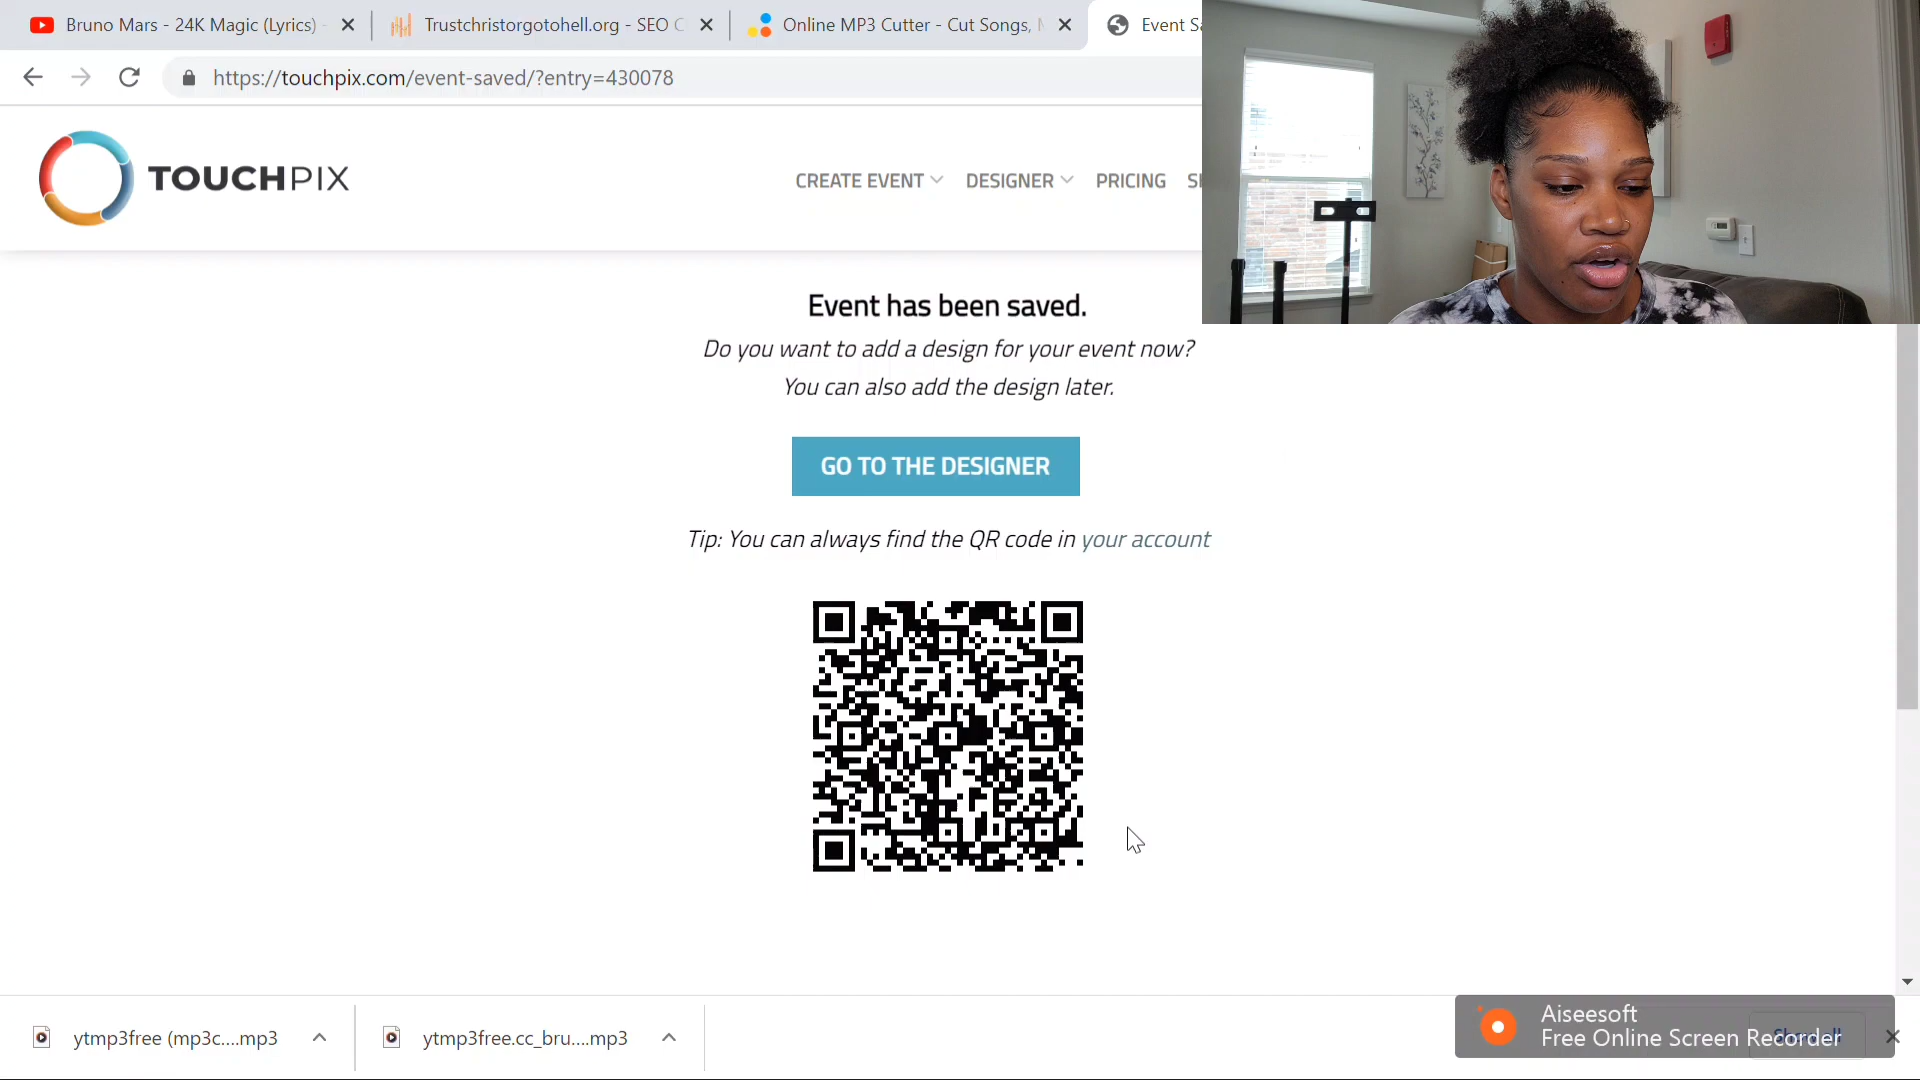 Bruno Mars - 24K Magic (Lyrics) -
Trustchristorgotohell.org - SEO C
Online MP3 Cutter - Cut Songs,
Event Sa
https://touchpix.com/event-saved/?entry=430078
TOUCHPIX
CREATE EVENT
DESIGNER
PRICING
Event has been saved.
Do you want to add a design for your event now?
You can also add the design later.
GO TO THE DESIGNER
Tip: You can always find the QR code in your account
ytmp3free (mp3c....mp3
ytmp3free.cc_bru....mp3
Aiseesoft
Free Online Screen Recorder